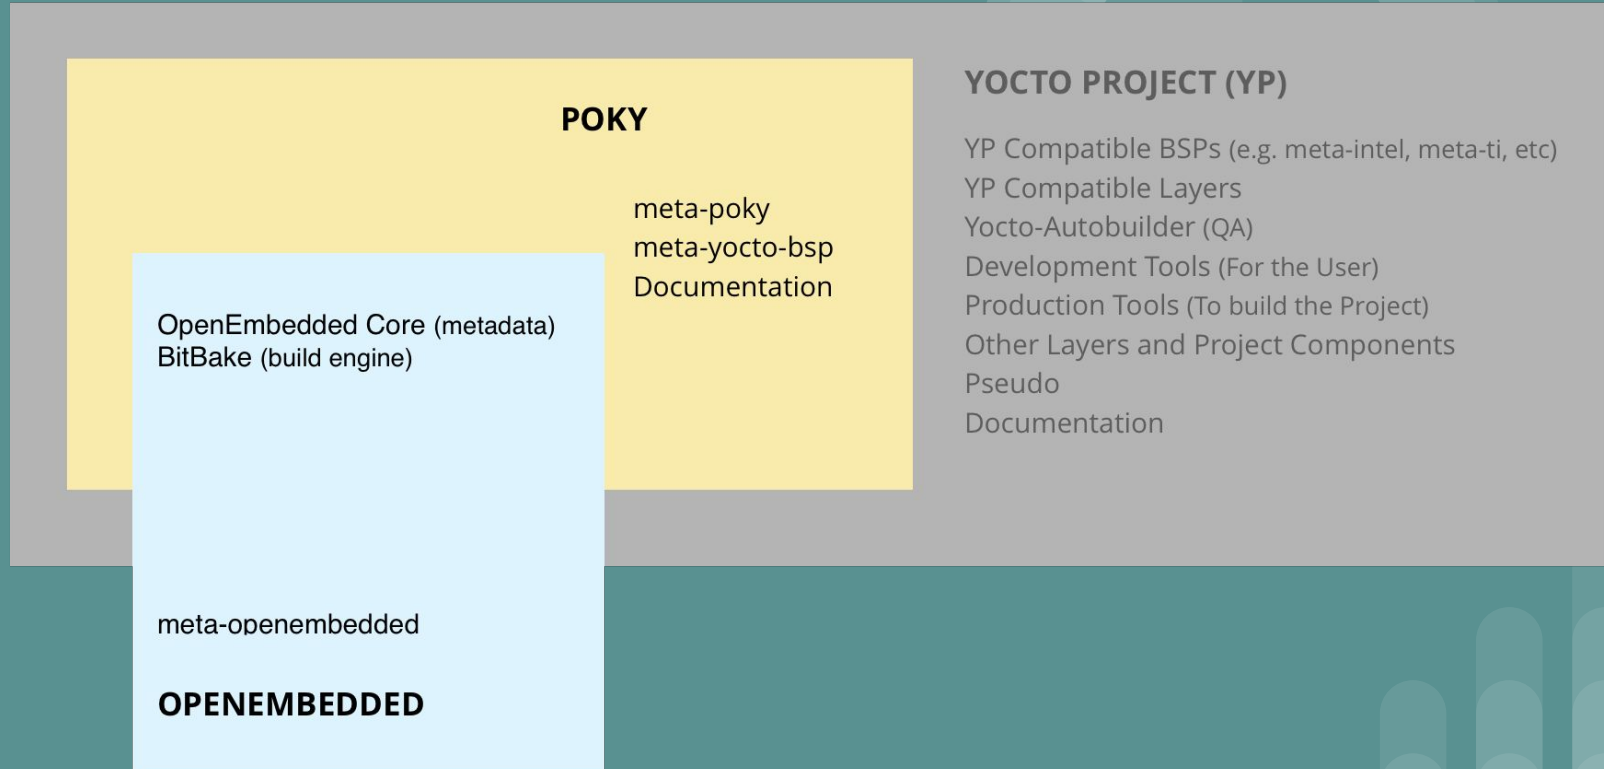 POKY
meta-poky
meta-yocto-bsp
Documentation
OpenEmbedded Core (metadata)
BitBake (build engine)
meta-openembedded
OPENEMBEDDED
YOCTO PROJECT (YP)
YP Compatible BSPs (e.g. meta-intel, meta-ti, etc)
YP Compatible Layers
Yocto-Autobuilder (QA)
Development Tools (For the User)
Production Tools (To build the Project)
Other Layers and Project Components
Pseudo
Documentation